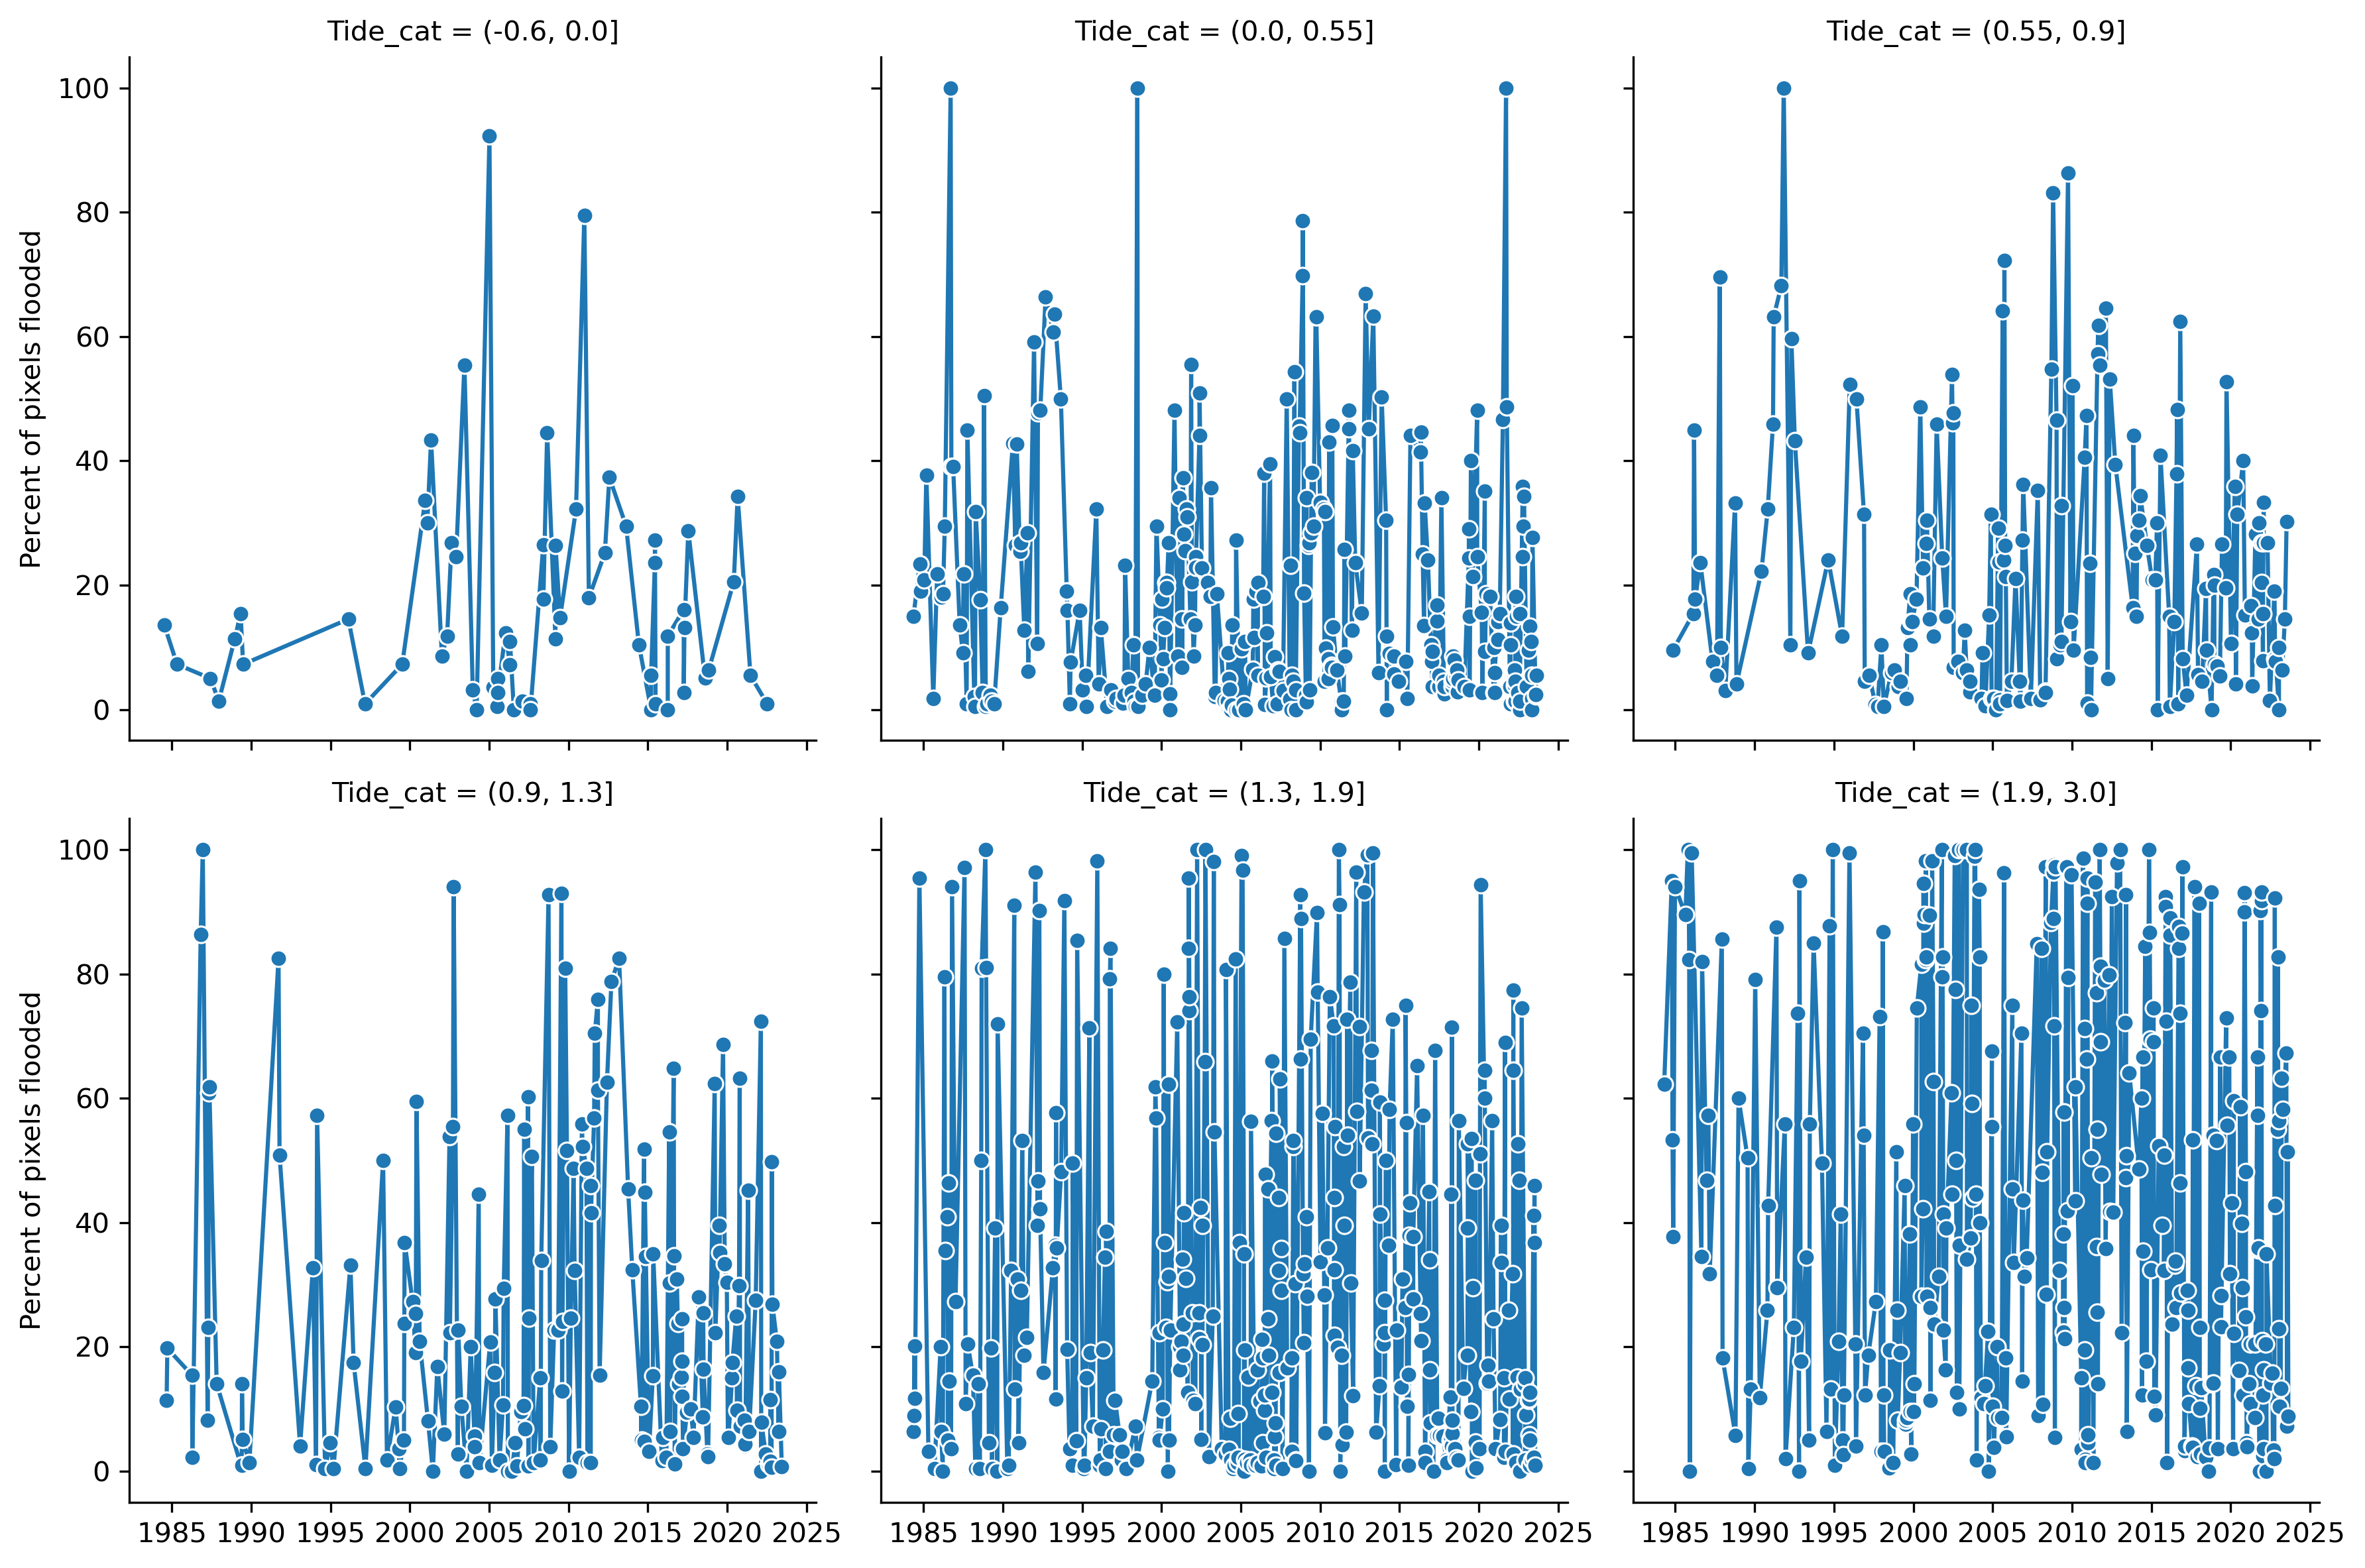 Tide_cat = (-0.6, 0.0]
Tide_cat = (0.0, 0.55]
Tide_cat = (0.55, 0.9]
Percent of pixels flooded
100
80
60
40
20
0
Tide_cat = (0.9, 1.3]
Tide_cat = (1.3, 1.9]
Tide_cat = (1.9, 3.0]
Percent of pixels flooded
100
80
60
40
20
0
1985 1990 1995 2000 2005 2010 2015 2020 2025
1985 1990 1995 2000 2005 2010 2015 2020 2025
1985 1990 1995 2000 2005 2010 2015 2020 2025